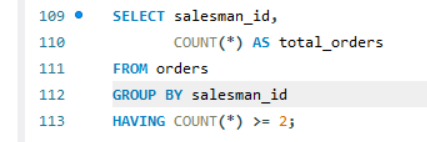 109 SELECT salesman_id,
110 COUNT(*) AS total_orders
111 FROM orders
112 GROUP BY salesman_id
113 HAVING COUNT(*) >= 2;